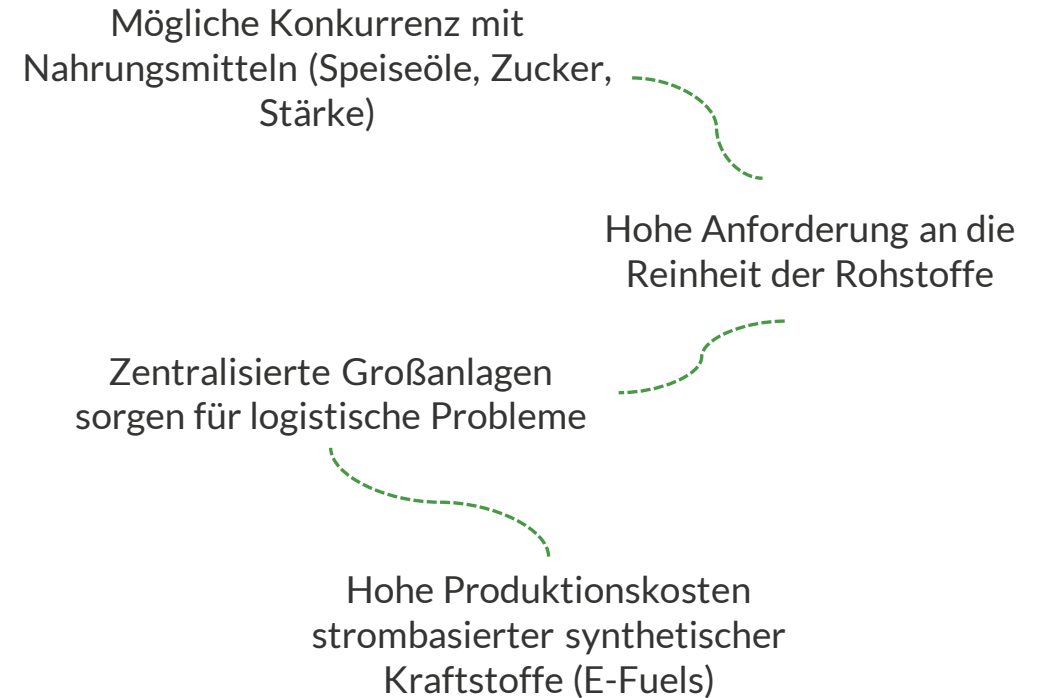 Mögliche Konkurrenz mit
Nahrungsmitteln (Speiseöle, Zucker,
Stärke)
Hohe Anforderung an die
Reinheit der Rohstoffe
Zentralisierte Großanlagen
sorgen für logistische Probleme
Hohe Produktionskosten
strombasierter synthetischer
Kraftstoffe (E-Fuels)